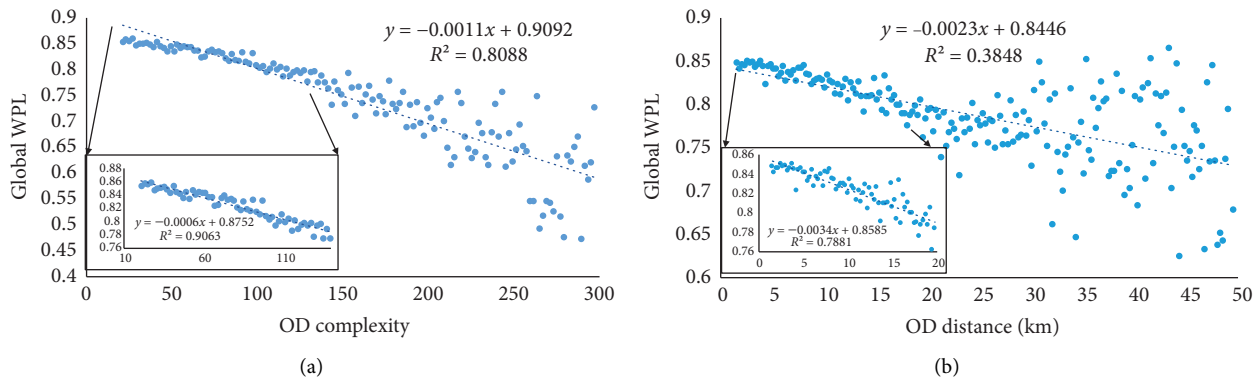 0.9
0.85
0.8
0.75
0.7
0.65
0.6
0.55
0.5
0.45
0.4
Global WPL
y = −0.0011x + 0.9092
R² = 0.8088
0.88
0.86
0.84
0.82
0.8
0.78
0.76
y = −0.0006x + 0.8752
R² = 0.9063
10 60 110
0 50 100 150 200 250 300
OD complexity
(a)
0.9
0.85
0.8
0.75
0.7
0.65
0.6
Global WPL
y = −0.0023x + 0.8446
R² = 0.3848
0.86
0.84
0.82
0.8
0.78
0.76
y = −0.0034x + 0.8585
R² = 0.7881
0 5 10 15 20
0 5 10 15 20 25 30 35 40 45 50
OD distance (km)
(b)